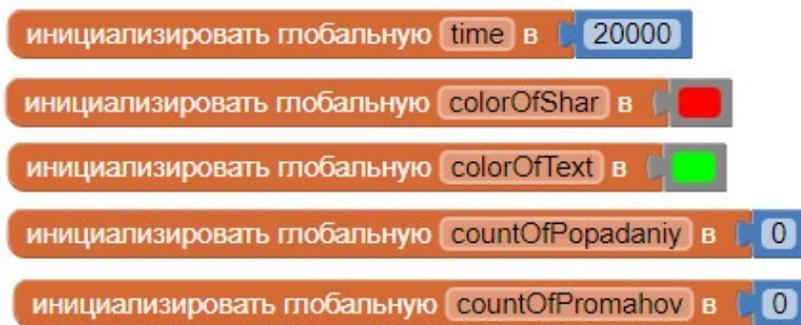 инициализировать глобальную time в 20000
инициализировать глобальную colorOfShar в
инициализировать глобальную colorOfText в
инициализировать глобальную countOfPopadaniy в 0
инициализировать глобальную countOfPromahov в 0